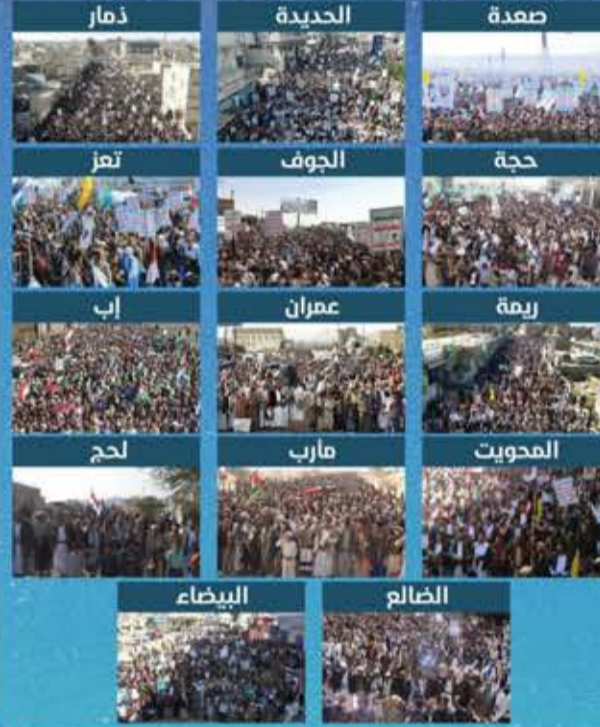 صعدة
الحديدة
ذمار
حجة
الجوف
تعز
ريمة
عمران
إب
المحويت
مأرب
لحج
الضالع
البيضاء